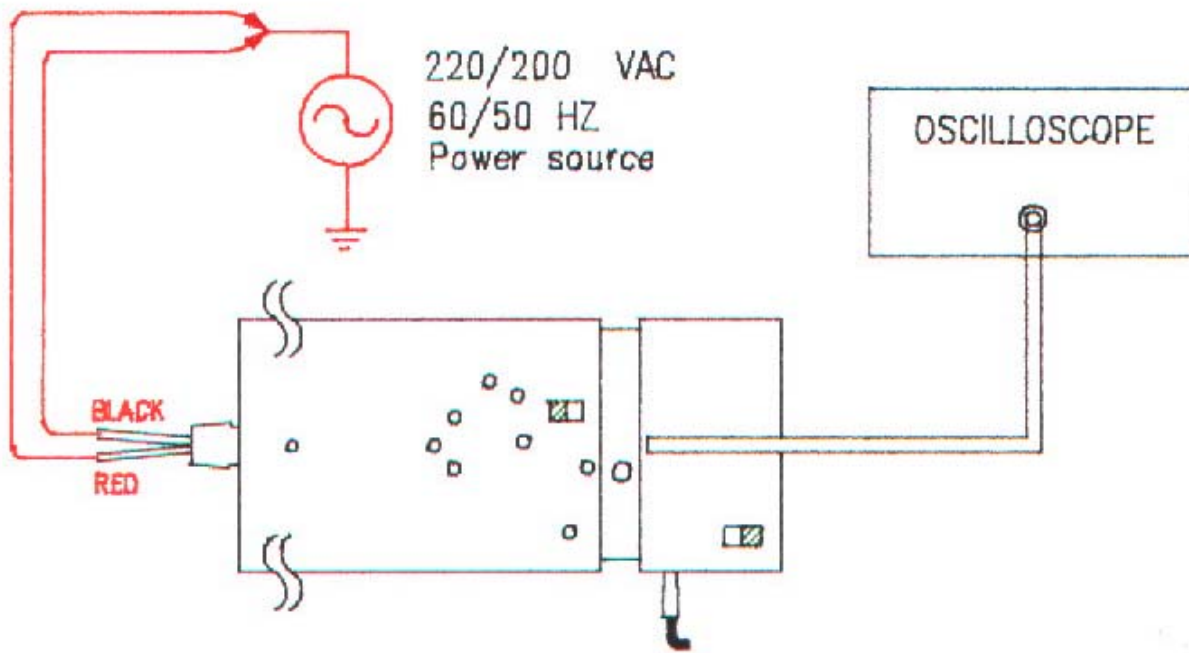 220/200 VAC
60/50 HZ
Power source
OSCILLOSCOPE
BLACK
RED